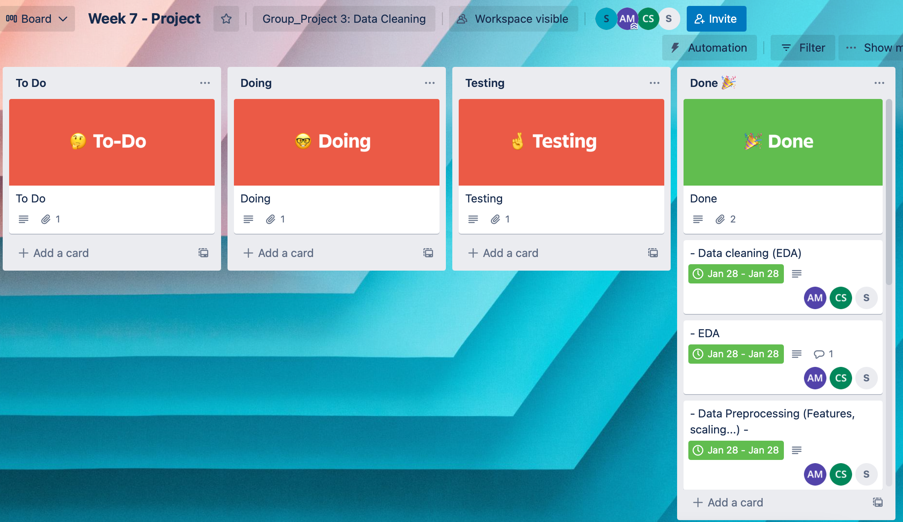 Board
Week 7 - Project
Group_Project 3: Data Cleaning
Workspace visible
S
AM
CS
S
Invite
Automation
Filter
Show m
To Do
🤔 To-Do
To Do
1
+ Add a card
Doing
🤓 Doing
Doing
1
+ Add a card
Testing
🤞 Testing
Testing
1
+ Add a card
Done 🎉
🎉 Done
Done
2
- Data cleaning (EDA)
Jan 28 - Jan 28
AM CS S
- EDA
Jan 28 - Jan 28
1
AM CS S
- Data Preprocessing (Features,
scaling...) -
Jan 28 - Jan 28
AM CS S
+ Add a card